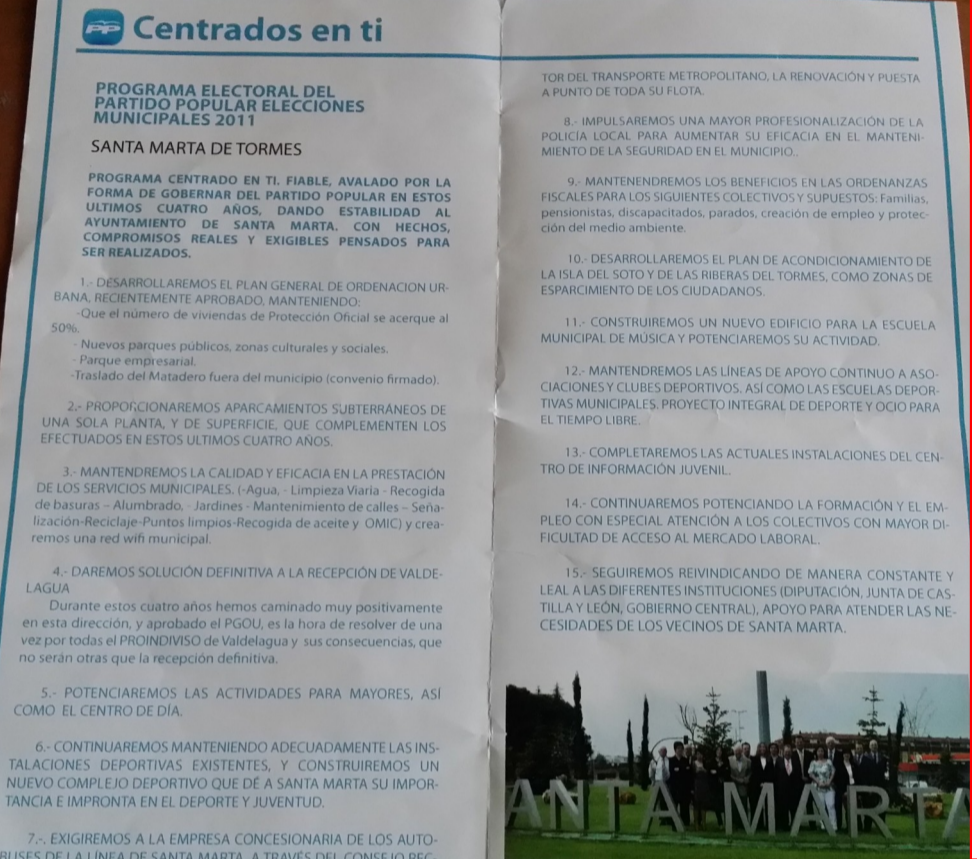 PP Centrados en ti
PROGRAMA ELECTORAL DEL
PARTIDO POPULAR ELECCIONES
MUNICIPALES 2011
SANTA MARTA DE TORMES
PROGRAMA CENTRADO EN TI. FIABLE, AVALADO POR LA
FORMA DE GOBERNAR DEL PARTIDO POPULAR EN ESTOS
ULTIMOS CUATRO AÑOS, DANDO ESTABILIDAD AL
AYUNTAMIENTO DE SANTA MARTA. CON HECHOS,
COMPROMISOS REALES Y EXIGIBLES PENSADOS PARA
SER REALIZADOS.
1.- DESARROLLAREMOS EL PLAN GENERAL DE ORDENACION UR-
BANA, RECIENTEMENTE APROBADO, MANTENIENDO:
-Que el número de viviendas de Protección Oficial se acerque al
50%.
- Nuevos parques públicos, zonas culturales y sociales.
- Parque empresarial.
-Traslado del Matadero fuera del municipio (convenio firmado).
2.- PROPORCIONAREMOS APARCAMIENTOS SUBTERRÁNEOS DE
UNA SOLA PLANTA, Y DE SUPERFICIE, QUE COMPLEMENTEN LOS
EFECTUADOS EN ESTOS ULTIMOS CUATRO AÑOS.
3.- MANTENDREMOS LA CALIDAD Y EFICACIA EN LA PRESTACIÓN
DE LOS SERVICIOS MUNICIPALES. (-Agua, - Limpieza Viaria - Recogida
de basuras – Alumbrado, - Jardines - Mantenimiento de calles – Seña-
lización-Reciclaje-Puntos limpios-Recogida de aceite y OMIC) y crea-
remos una red wifi municipal.
4.- DAREMOS SOLUCIÓN DEFINITIVA A LA RECEPCIÓN DE VALDE-
LAGUA
Durante estos cuatro años hemos caminado muy positivamente
en esta dirección, y aprobado el PGOU, es la hora de resolver de una
vez por todas el PROINDIVISO de Valdelagua y sus consecuencias, que
no serán otras que la recepción definitiva.
5.- POTENCIAREMOS LAS ACTIVIDADES PARA MAYORES, ASÍ
COMO EL CENTRO DE DÍA.
6.- CONTINUAREMOS MANTENIENDO ADECUADAMENTE LAS INS-
TALACIONES DEPORTIVAS EXISTENTES, Y CONSTRUIREMOS UN
NUEVO COMPLEJO DEPORTIVO QUE DÉ A SANTA MARTA SU IMPOR-
TANCIA E IMPRONTA EN EL DEPORTE Y JUVENTUD.
7.-. EXIGIREMOS A LA EMPRESA CONCESIONARIA DE LOS AUTO-
BUSES DE LA LÍNEA DE SANTA MARTA, A TRAVÉS DEL CONSEJO REC-
TOR DEL TRANSPORTE METROPOLITANO, LA RENOVACIÓN Y PUESTA
A PUNTO DE TODA SU FLOTA.
8.- IMPULSAREMOS UNA MAYOR PROFESIONALIZACIÓN DE LA
POLICIA LOCAL PARA AUMENTAR SU EFICACIA EN EL MANTENI-
MIENTO DE LA SEGURIDAD EN EL MUNICIPIO..
9.- MANTENENDREMOS LOS BENEFICIOS EN LAS ORDENANZAS
FISCALES PARA LOS SIGUIENTES COLECTIVOS Y SUPUESTOS: Familias,
pensionistas, discapacitados, parados, creación de empleo y protec-
ción del medio ambiente.
10.- DESARROLLAREMOS EL PLAN DE ACONDICIONAMIENTO DE
LA ISLA DEL SOTO Y DE LAS RIBERAS DEL TORMES, COMO ZONAS DE
ESPARCIMIENTO DE LOS CIUDADANOS.
11.- CONSTRUIREMOS UN NUEVO EDIFICIO PARA LA ESCUELA
MUNICIPAL DE MÚSICA Y POTENCIAREMOS SU ACTIVIDAD.
12.- MANTENDREMOS LAS LÍNEAS DE APOYO CONTINUO A ASO-
CIACIONES Y CLUBES DEPORTIVOS. ASÍ COMO LAS ESCUELAS DEPOR-
TIVAS MUNICIPALES. PROYECTO INTEGRAL DE DEPORTE Y OCIO PARA
EL TIEMPO LIBRE.
13.- COMPLETAREMOS LAS ACTUALES INSTALACIONES DEL CEN-
TRO DE INFORMACIÓN JUVENIL.
14.- CONTINUAREMOS POTENCIANDO LA FORMACIÓN Y EL EM-
PLEO CON ESPECIAL ATENCIÓN A LOS COLECTIVOS CON MAYOR DI-
FICULTAD DE ACCESO AL MERCADO LABORAL.
15.- SEGUIREMOS REIVINDICANDO DE MANERA CONSTANTE Y
LEAL A LAS DIFERENTES INSTITUCIONES (DIPUTACIÓN, JUNTA DE CAS-
TILLA Y LEÓN, GOBIERNO CENTRAL), APOYO PARA ATENDER LAS NE-
CESIDADES DE LOS VECINOS DE SANTA MARTA.
ANTA MARTA